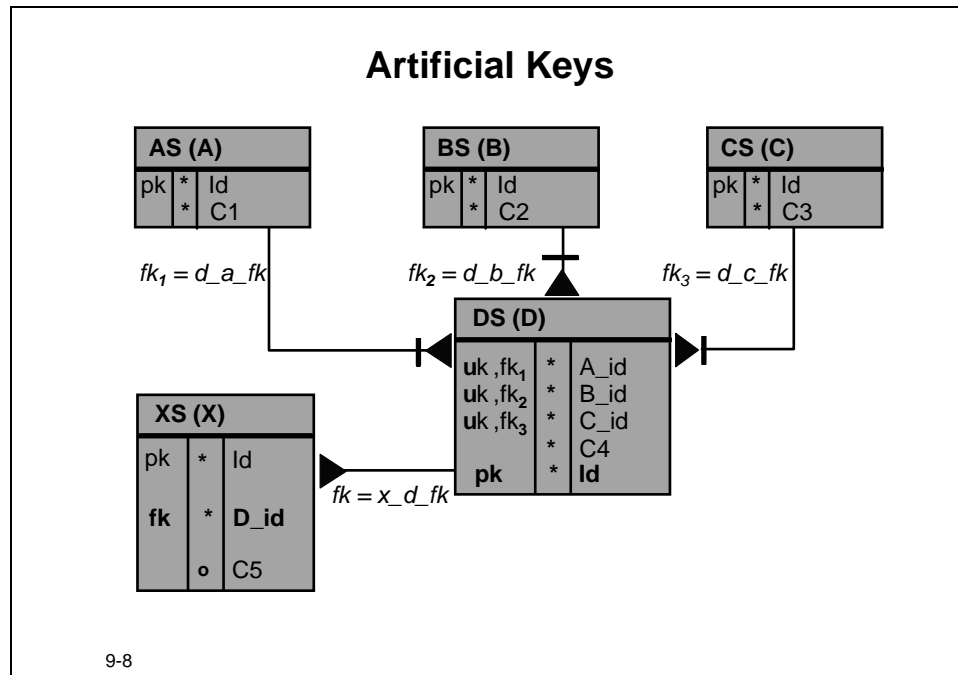 Artificial Keys
AS (A)
pk * Id
* C1
BS (B)
pk * Id
* C2
CS (C)
pk * Id
* C3
fk1 = d_a_fk
fk2 = d_b_fk
fk3 = d_c_fk
DS (D)
uk ,fk1 * A_id
uk ,fk2 * B_id
uk ,fk3 * C_id
* C4
pk * Id
XS (X)
pk * Id
fk * D_id
o C5
fk = x_d_fk
9-8